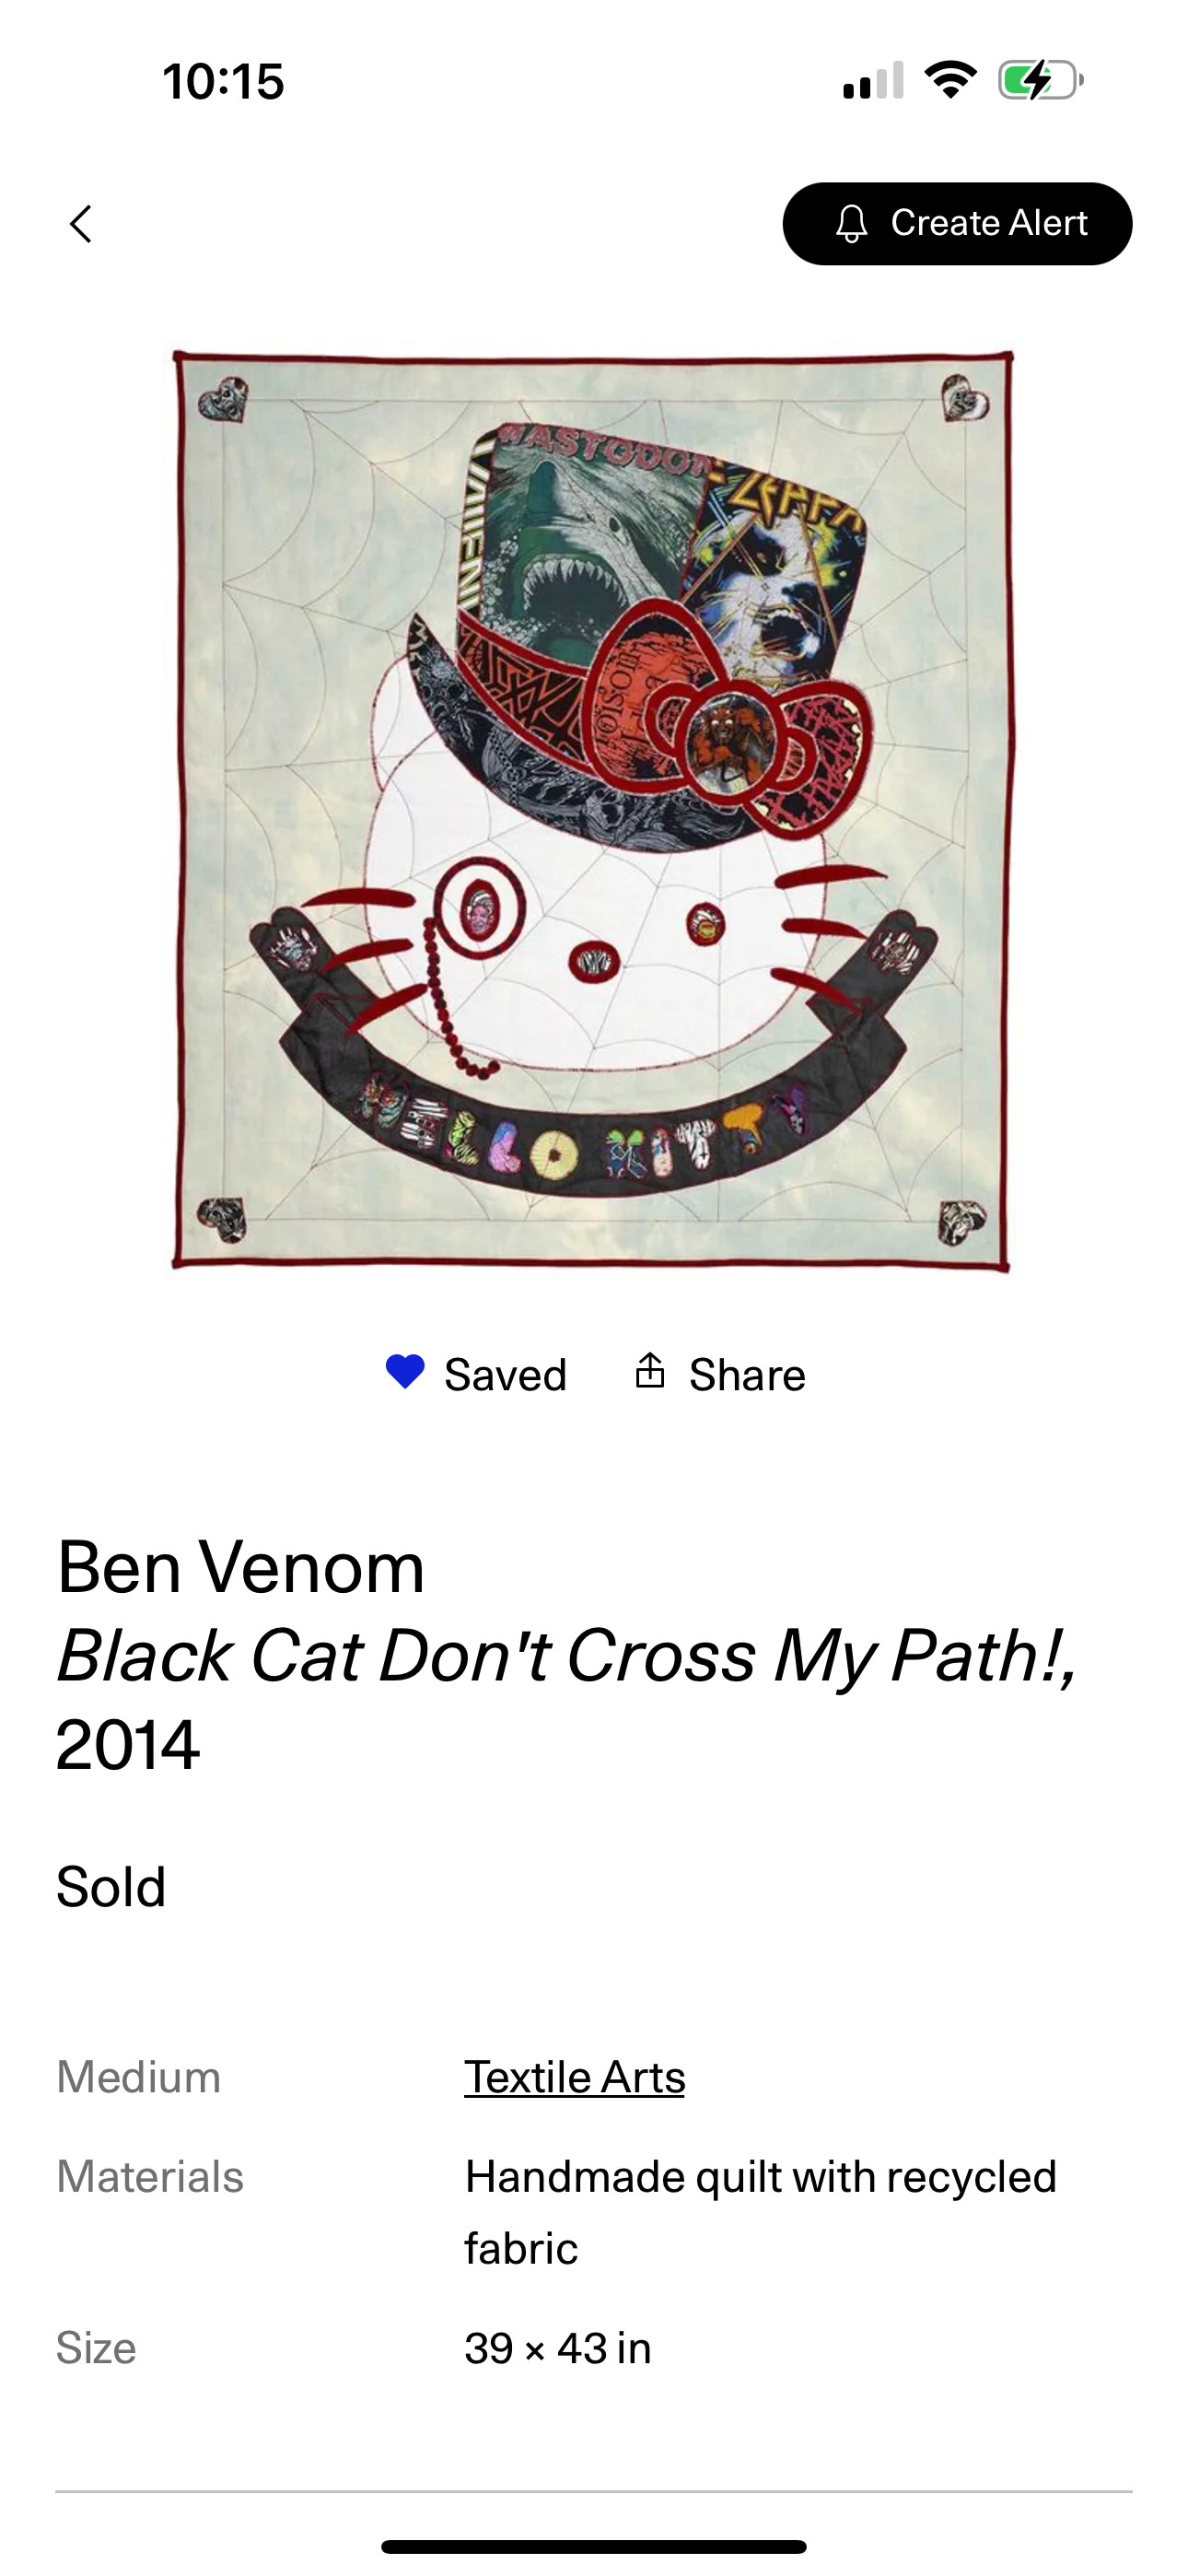 10:15
Create Alert
MASTODON
ZEPPA
POISON
HELLO KITTY
Saved Share
Ben Venom
Black Cat Don't Cross My Path!,
2014
Sold
Medium Textile Arts
Materials Handmade quilt with recycled
fabric
Size 39 × 43 in